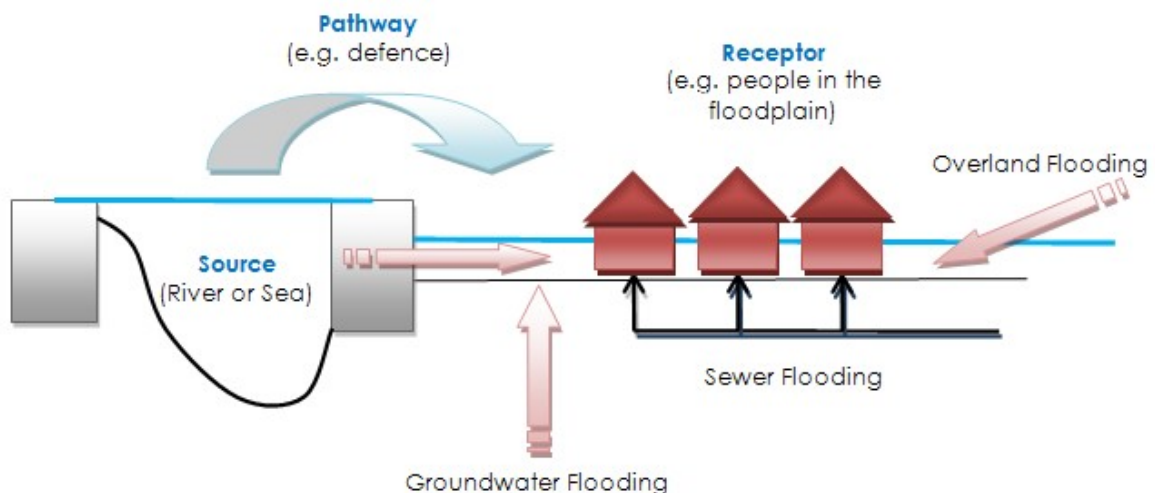 Pathway
(e.g. defence)
Receptor
(e.g. people in the
floodplain)
Overland Flooding
Source
(River or Sea)
Sewer Flooding
Groundwater Flooding